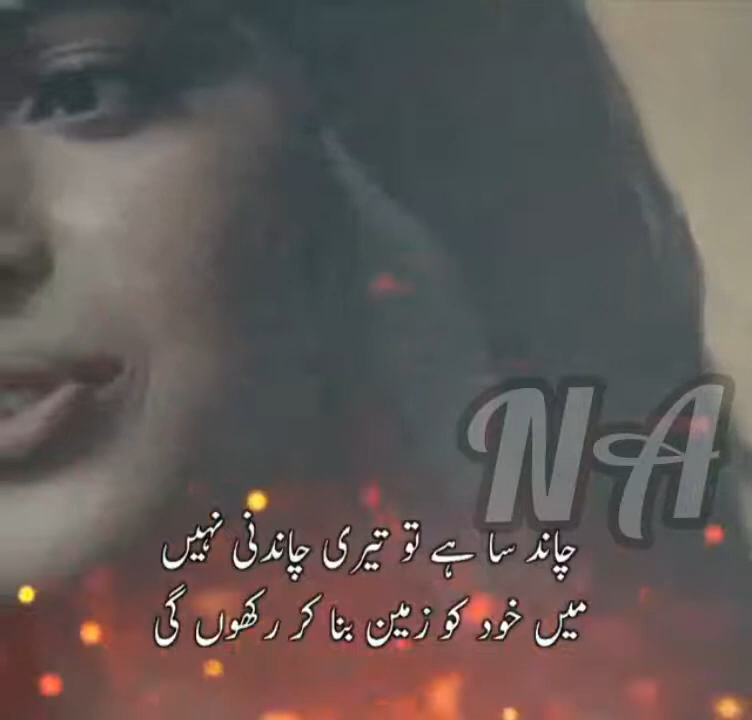 NA
چاند سا ہے تو تیری چاندنی نہیں
میں خود کو زمین بنا کر رکھوں گی